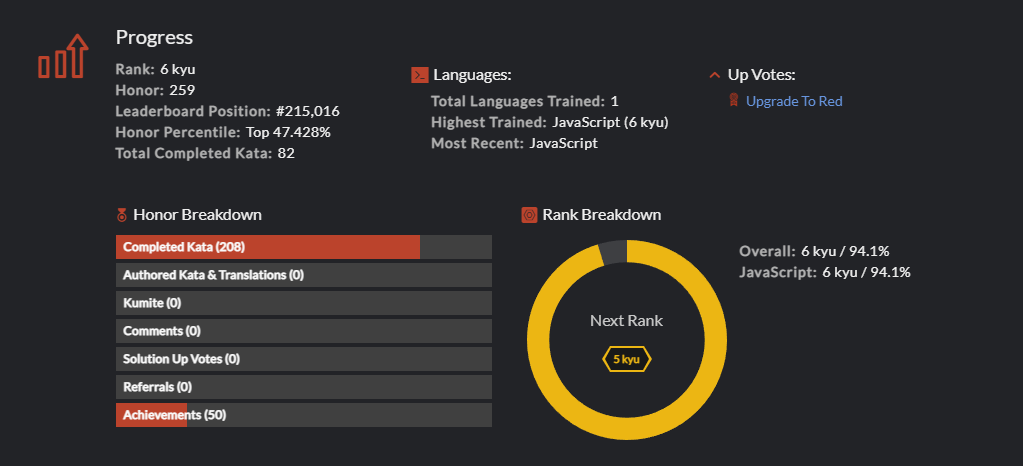 Progress
Rank: 6 kyu
Honor: 259
Leaderboard Position: #215,016
Honor Percentile: Top 47.428%
Total Completed Kata: 82
Languages:
Total Languages Trained: 1
Highest Trained: JavaScript (6 kyu)
Most Recent: JavaScript
Up Votes:
Upgrade To Red
Honor Breakdown
Completed Kata (208)
Authored Kata & Translations (0)
Kumite (0)
Comments (0)
Solution Up Votes (0)
Referrals (0)
Achievements (50)
Rank Breakdown
Next Rank
5 kyu
Overall: 6 kyu / 94.1%
JavaScript: 6 kyu / 94.1%